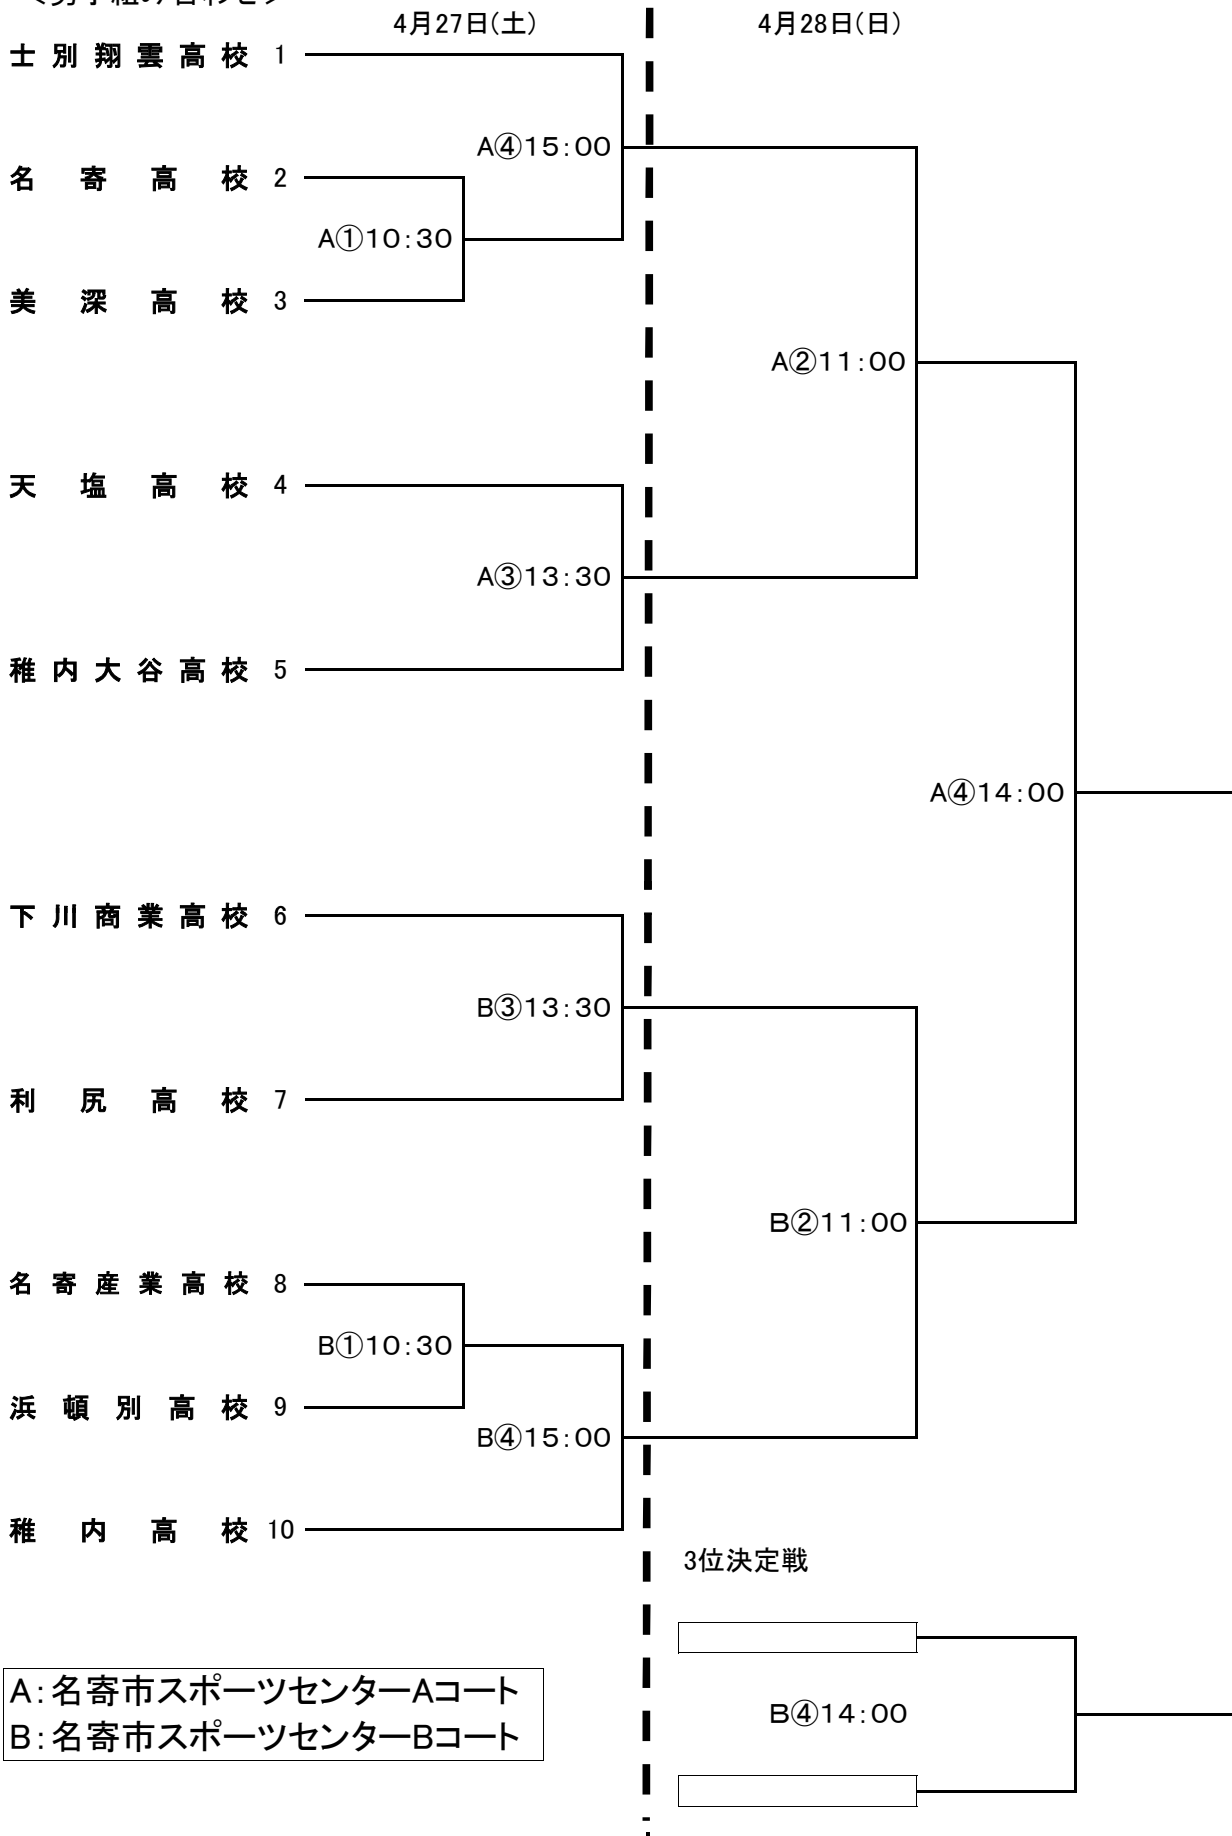 4月27日(土)
4月28日(日)
士別翔雲高校 1
A④15:00
名寄高校 2
A①10:30
美深高校 3
A②11:00
天塩高校 4
A③13:30
稚内大谷高校 5
A④14:00
下川商業高校 6
B③13:30
利尻高校 7
B②11:00
名寄産業高校 8
B①10:30
浜頓別高校 9
B④15:00
稚内高校 10
3位決定戦
A:名寄市スポーツセンターAコート
B④14:00
B:名寄市スポーツセンターBコート